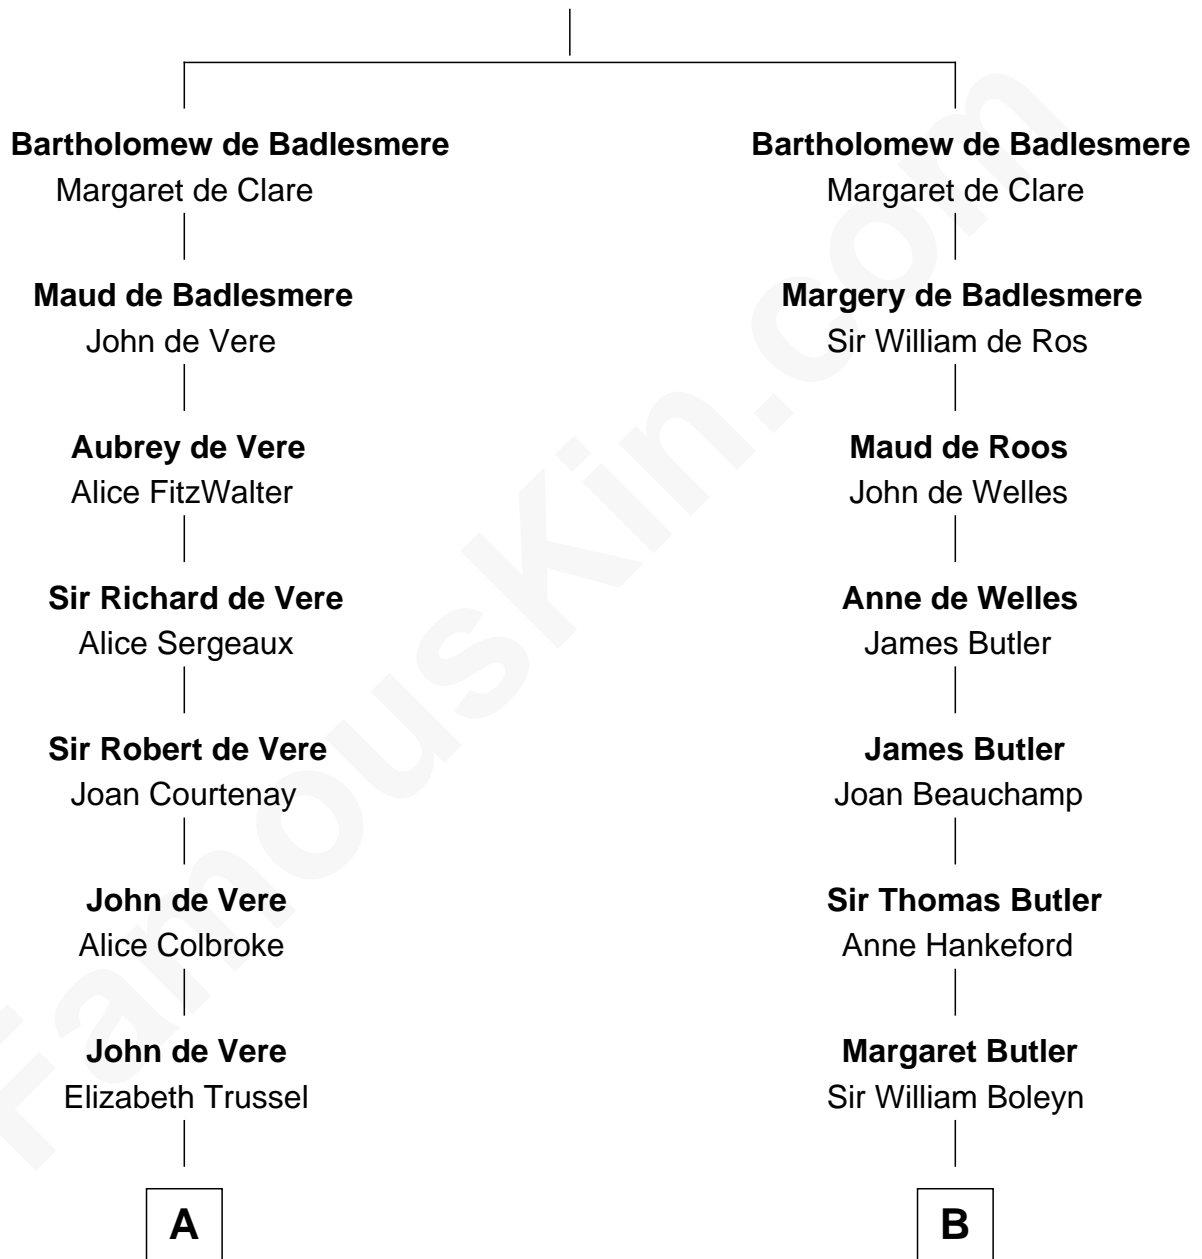 Bartholomew de Badlesmere
Margaret de Clare
Maud de Badlesmere
John de Vere
Aubrey de Vere
Alice FitzWalter
Sir Richard de Vere
Alice Sergeaux
Sir Robert de Vere
Joan Courtenay
John de Vere
Alice Colbroke
John de Vere
Elizabeth Trussel
A
Bartholomew de Badlesmere
Margaret de Clare
Margery de Badlesmere
Sir William de Ros
Maud de Roos
John de Welles
Anne de Welles
James Butler
James Butler
Joan Beauchamp
Sir Thomas Butler
Anne Hankeford
Margaret Butler
Sir William Boleyn
B
FamousKin.com